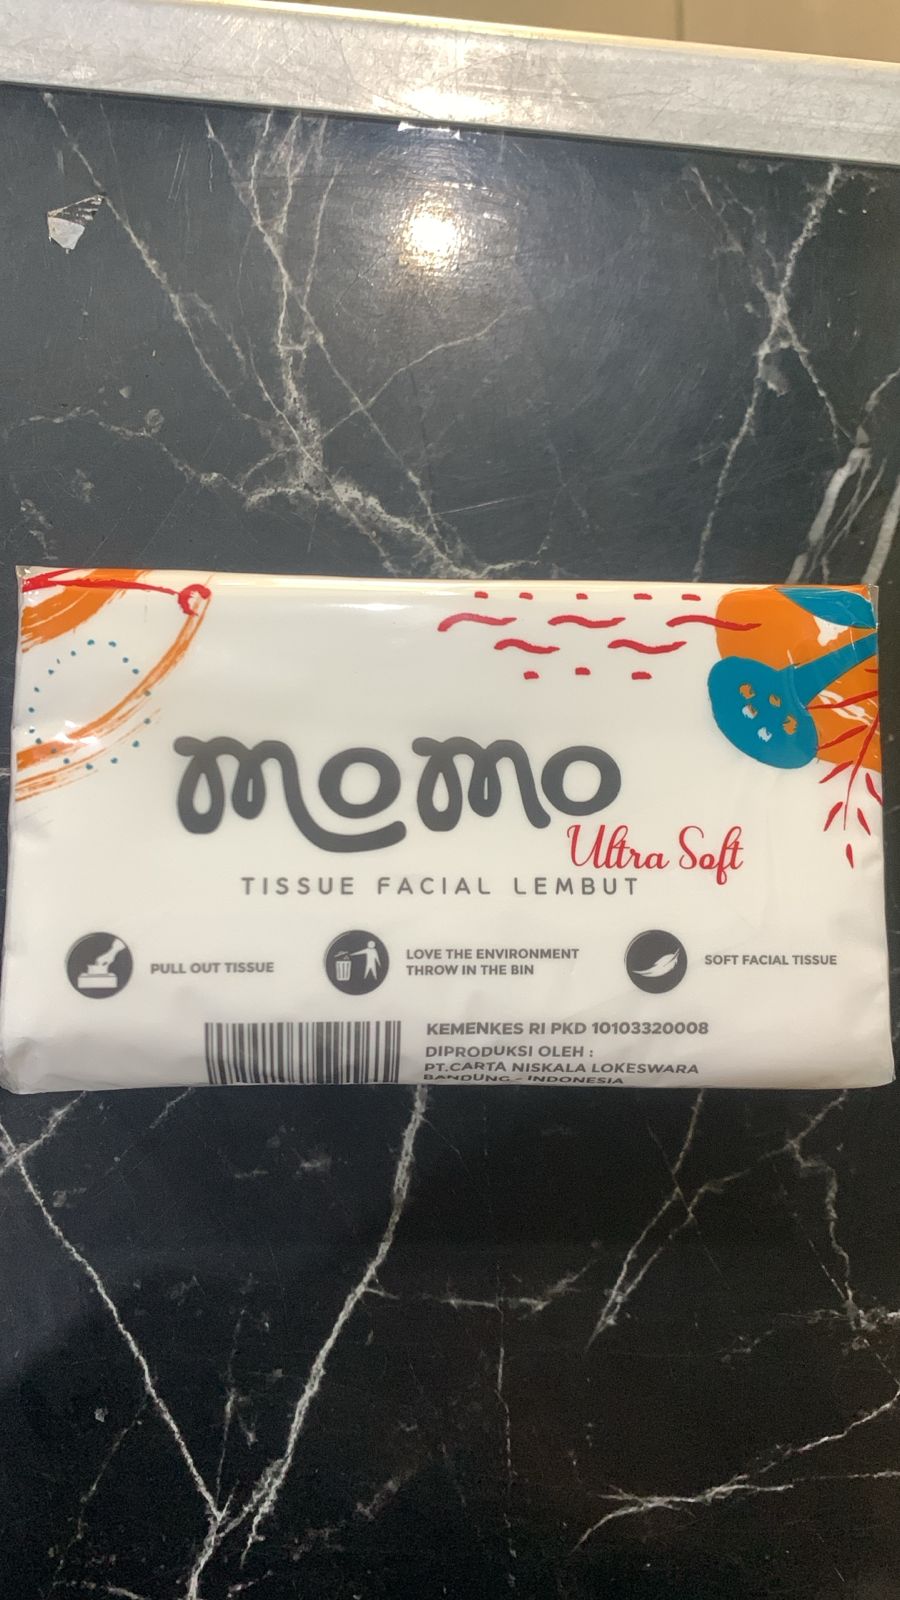 momo
Ultra Soft
TISSUE FACIAL LEMBUT
PULL OUT TISSUE
LOVE THE ENVIRONMENT
THROW IN THE BIN
SOFT FACIAL TISSUE
KEMENKES RI PKD 10103320008
DIPRODUKSI OLEH :
PT.CARTA NISKALA LOKESWARA
BANDUNG - INDONESIA